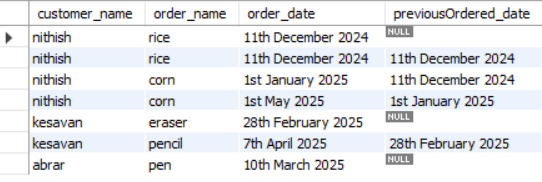 customer_name order_name order_date previousOrdered_date
nithish rice 11th December 2024 NULL
nithish rice 11th December 2024 11th December 2024
nithish corn 1st January 2025 11th December 2024
nithish corn 1st May 2025 1st January 2025
kesavan eraser 28th February 2025 NULL
kesavan pencil 7th April 2025 28th February 2025
abrar pen 10th March 2025 NULL